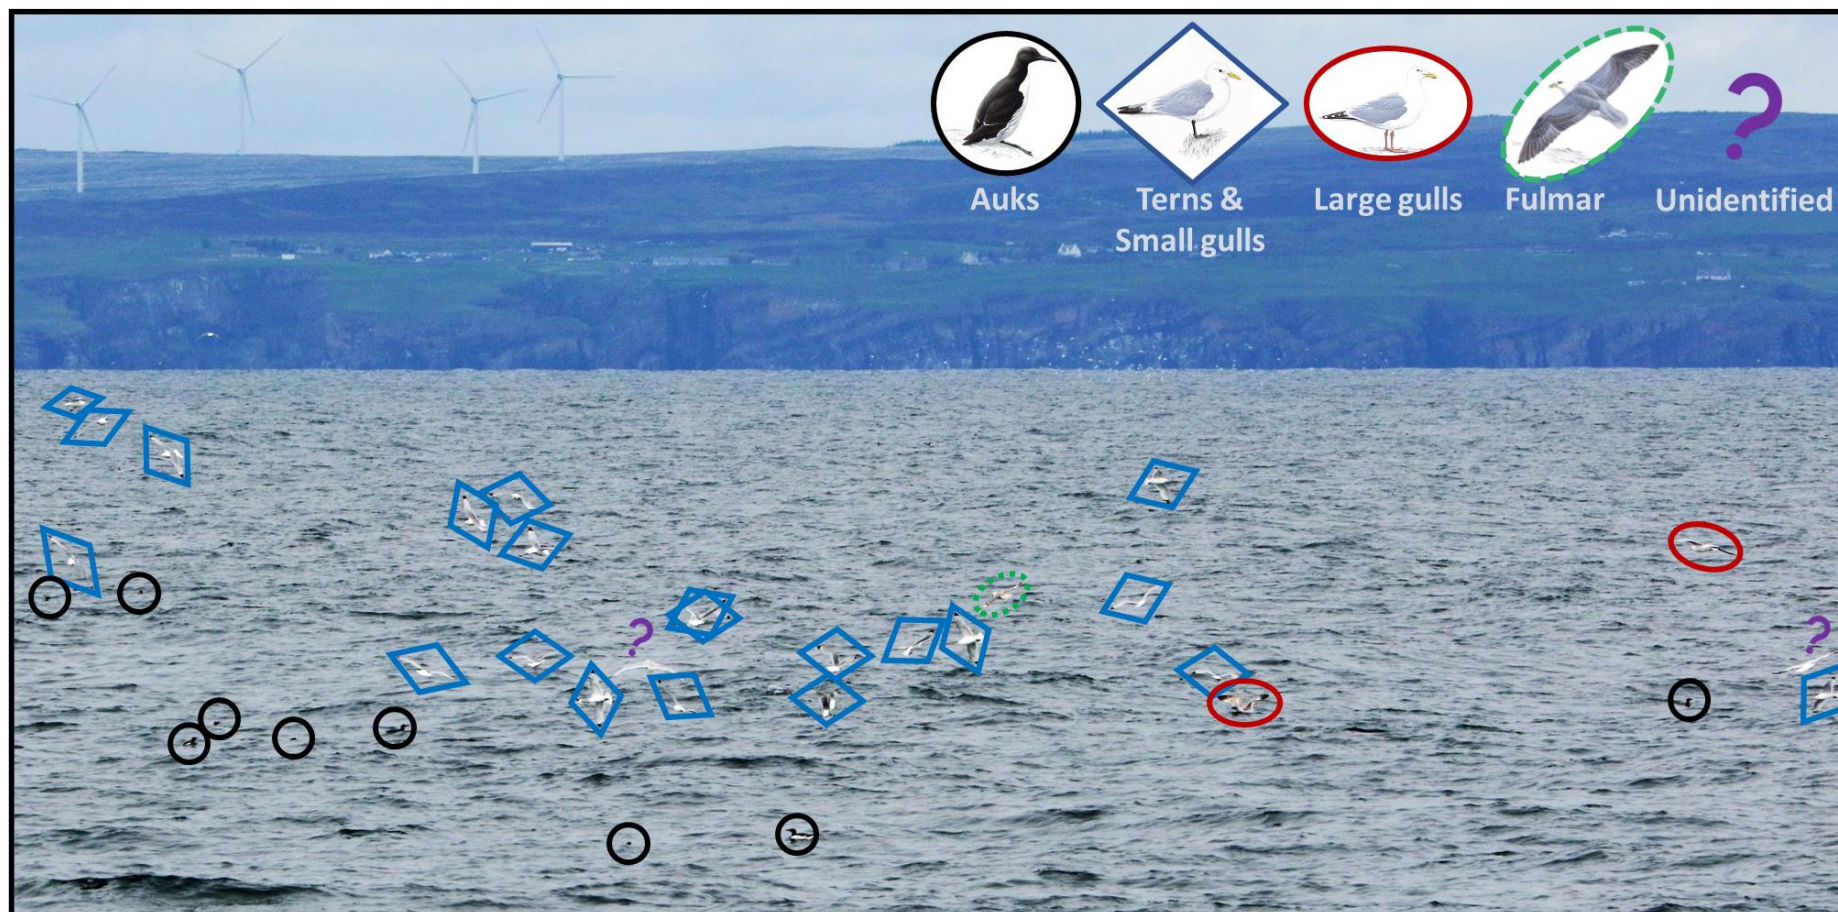 ?
Auks
Terns &
Small gulls
Large gulls
Fulmar
Unidentified
?
?